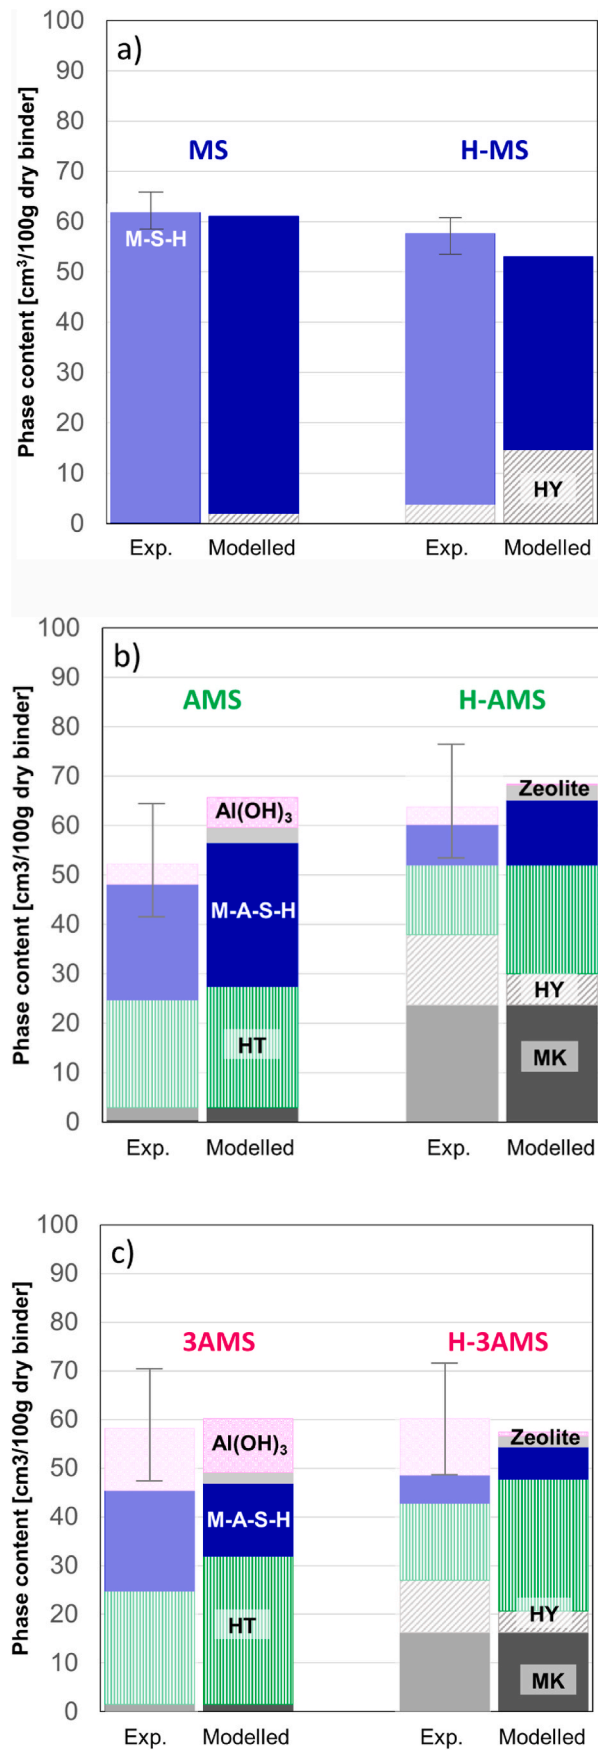 a)
Phase content [cm³/100g dry binder]
100
90
80
70
60
50
40
30
20
10
0
MS
H-MS
M-S-H
HY
Exp.
Modelled
Exp.
Modelled
b)
Phase content [cm3/100g dry binder]
100
90
80
70
60
50
40
30
20
10
0
AMS
H-AMS
Al(OH)₃
Zeolite
M-A-S-H
HT
HY
MK
Exp.
Modelled
Exp.
Modelled
c)
Phase content [cm3/100g dry binder]
100
90
80
70
60
50
40
30
20
10
0
3AMS
H-3AMS
Al(OH)₃
Zeolite
M-A-S-H
HT
HY
MK
Exp.
Modelled
Exp.
Modelled